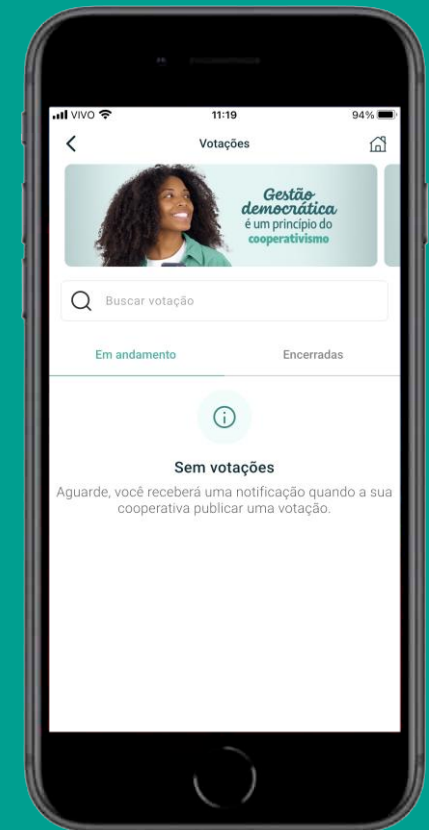 VIVO 11:19 94%
Votações
Gestão
democrática
é um princípio do
cooperativismo
Buscar votação
Em andamento Encerradas
Sem votações
Aguarde, você receberá uma notificação quando a sua
cooperativa publicar uma votação.